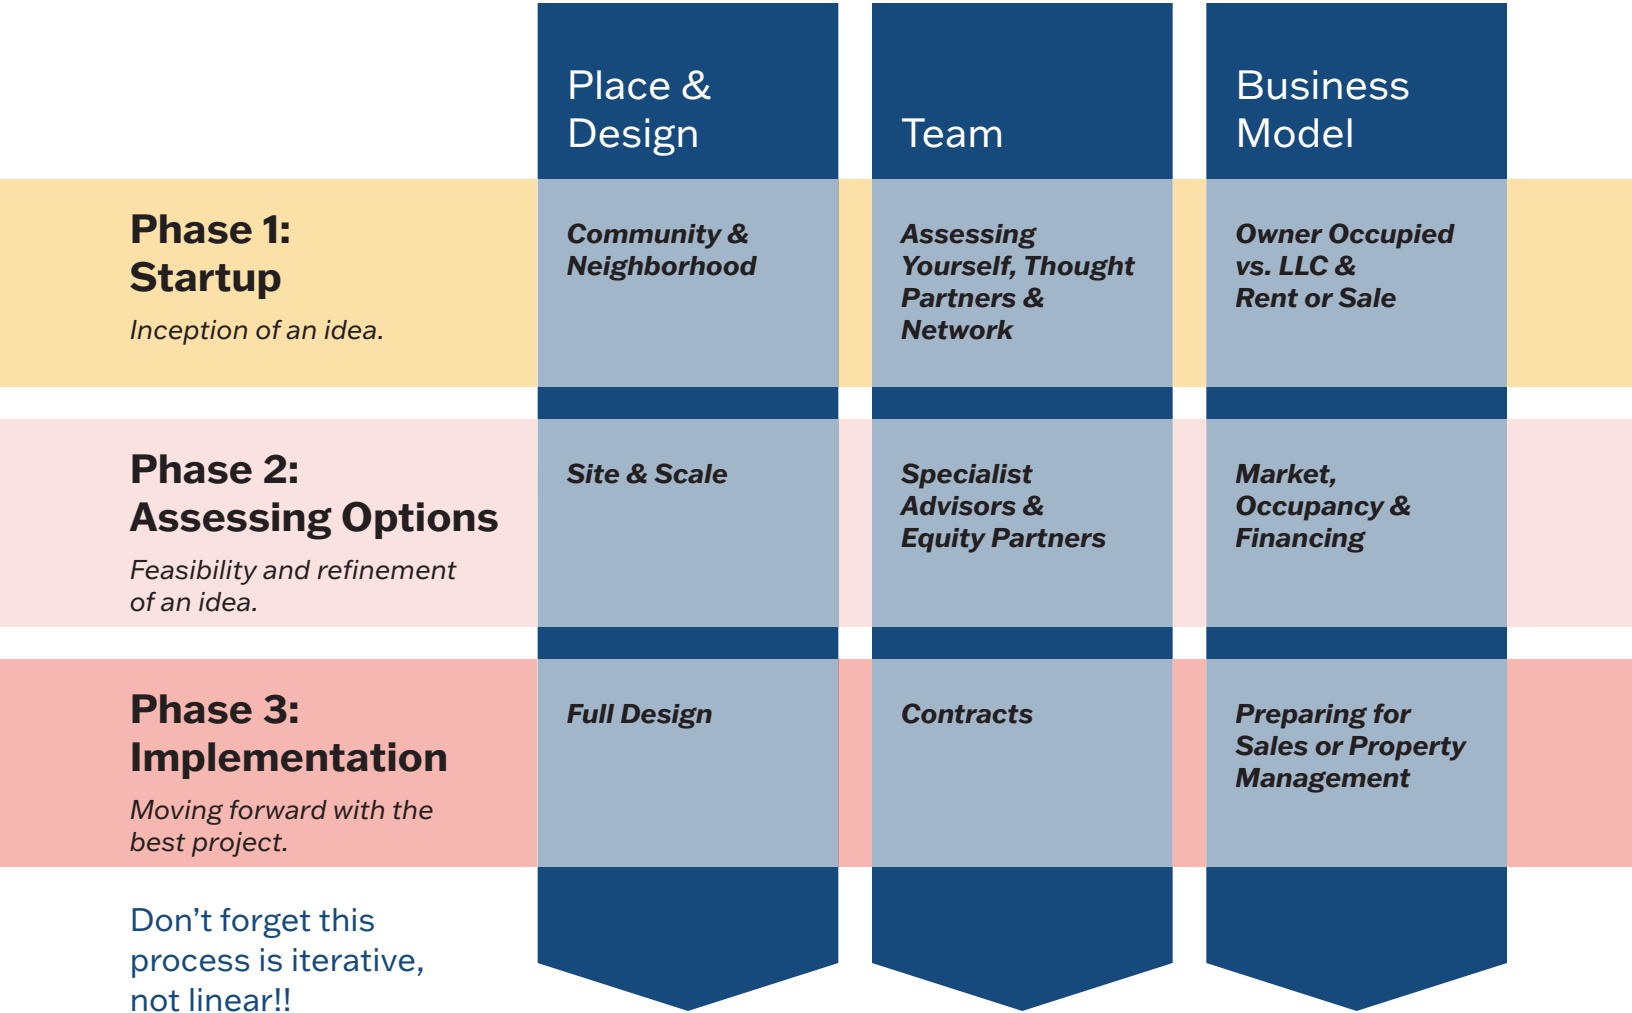 Place &
Design
Team
Business
Model
Phase 1:
Startup
Inception of an idea.
Community &
Neighborhood
Assessing
Yourself, Thought
Partners &
Network
Owner Occupied
vs. LLC &
Rent or Sale
Phase 2:
Assessing Options
Feasibility and refinement
of an idea.
Site & Scale
Specialist
Advisors &
Equity Partners
Market,
Occupancy &
Financing
Phase 3:
Implementation
Moving forward with the
best project.
Full Design
Contracts
Preparing for
Sales or Property
Management
Don’t forget this
process is iterative,
not linear!!